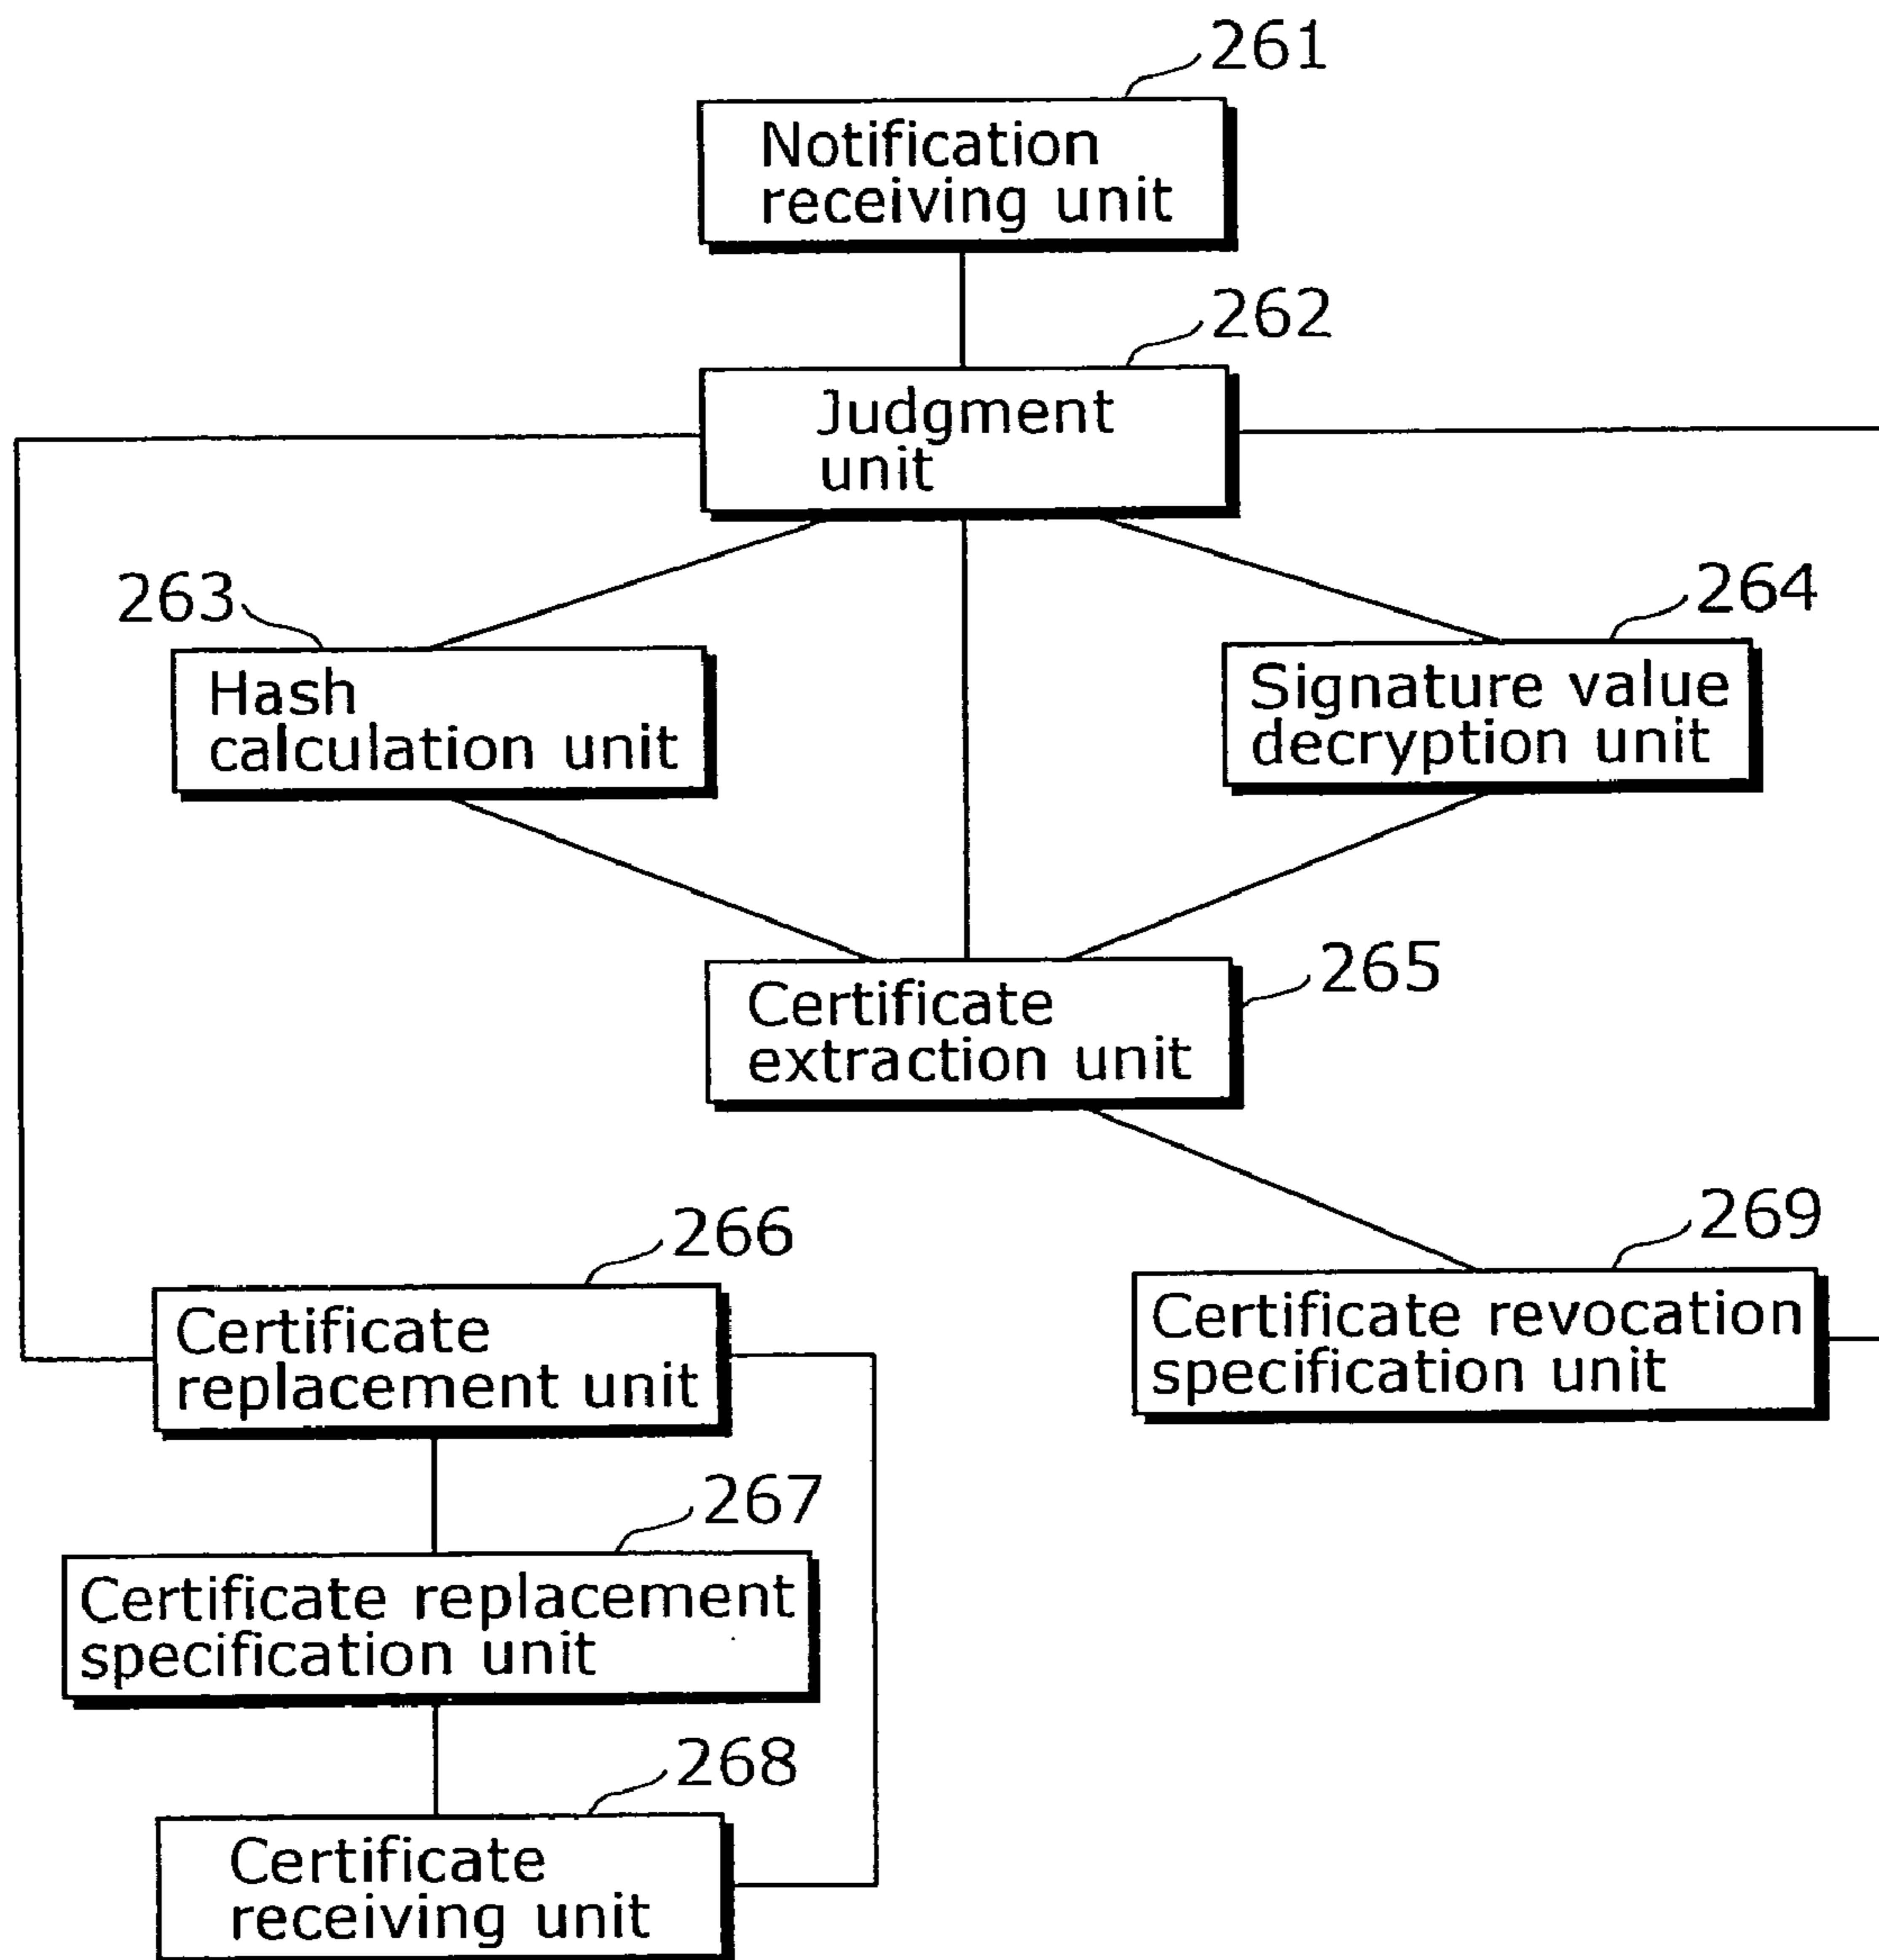 261
Notification
receiving unit
262
Judgment
unit
263
Hash
calculation unit
264
Signature value
decryption unit
265
Certificate
extraction unit
266
Certificate
replacement unit
269
Certificate revocation
specification unit
267
Certificate replacement
specification unit
268
Certificate
receiving unit